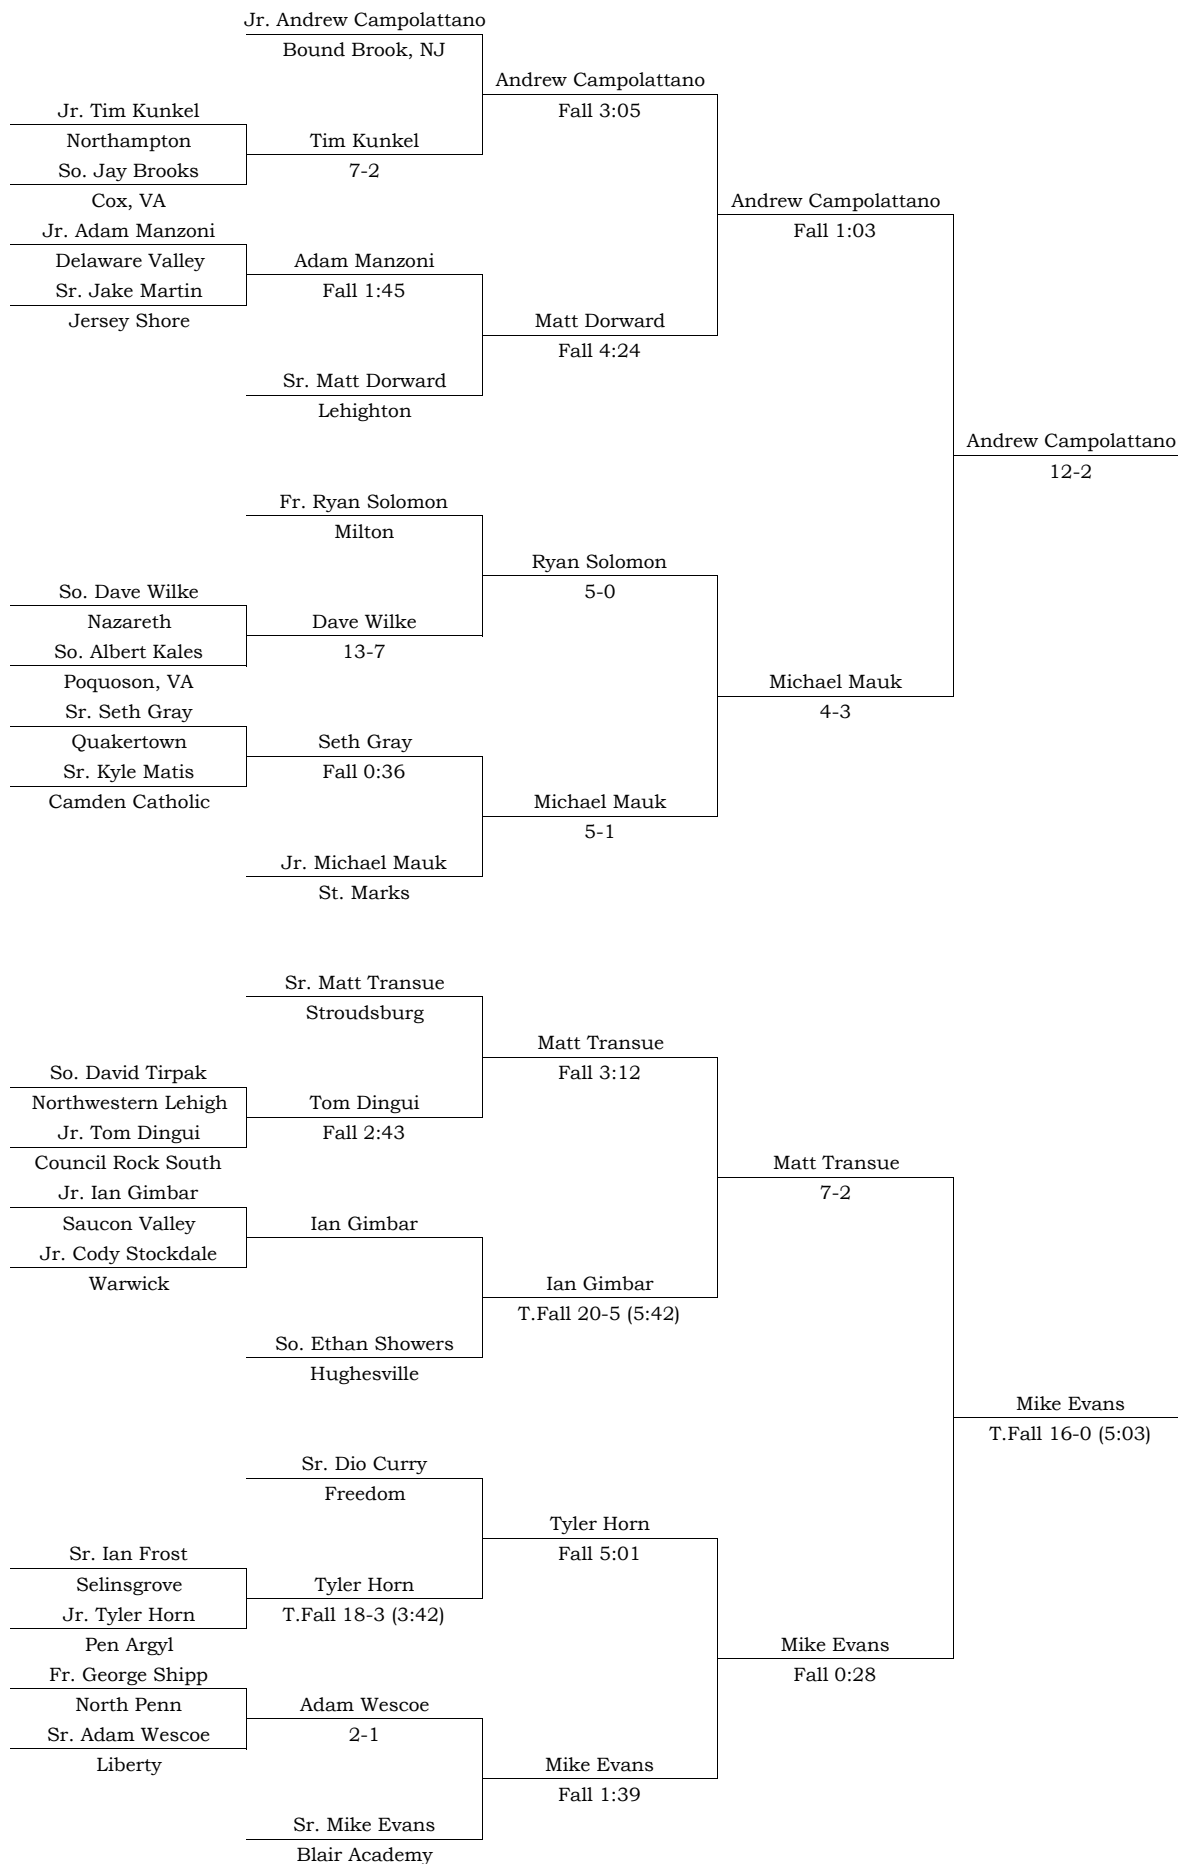 Jr. Andrew Campolattano
Bound Brook, NJ
Andrew Campolattano
Fall 3:05
Jr. Tim Kunkel
Northampton
Tim Kunkel
So. Jay Brooks
7-2
Cox, VA
Andrew Campolattano
Jr. Adam Manzoni
Fall 1:03
Delaware Valley
Adam Manzoni
Sr. Jake Martin
Fall 1:45
Jersey Shore
Matt Dorward
Fall 4:24
Sr. Matt Dorward
Lehighton
Andrew Campolattano
12-2
Fr. Ryan Solomon
Milton
Ryan Solomon
So. Dave Wilke
5-0
Nazareth
Dave Wilke
So. Albert Kales
13-7
Poquoson, VA
Michael Mauk
Sr. Seth Gray
4-3
Quakertown
Seth Gray
Sr. Kyle Matis
Fall 0:36
Camden Catholic
Michael Mauk
5-1
Jr. Michael Mauk
St. Marks
Sr. Matt Transue
Stroudsburg
Matt Transue
So. David Tirpak
Fall 3:12
Northwestern Lehigh
Tom Dingui
Jr. Tom Dingui
Fall 2:43
Council Rock South
Matt Transue
Jr. Ian Gimbar
7-2
Saucon Valley
Ian Gimbar
Jr. Cody Stockdale
Warwick
Ian Gimbar
T.Fall 20-5 (5:42)
So. Ethan Showers
Hughesville
Mike Evans
T.Fall 16-0 (5:03)
Sr. Dio Curry
Freedom
Tyler Horn
Sr. Ian Frost
Fall 5:01
Selinsgrove
Tyler Horn
Jr. Tyler Horn
T.Fall 18-3 (3:42)
Pen Argyl
Mike Evans
Fr. George Shipp
Fall 0:28
North Penn
Adam Wescoe
Sr. Adam Wescoe
2-1
Liberty
Mike Evans
Fall 1:39
Sr. Mike Evans
Blair Academy